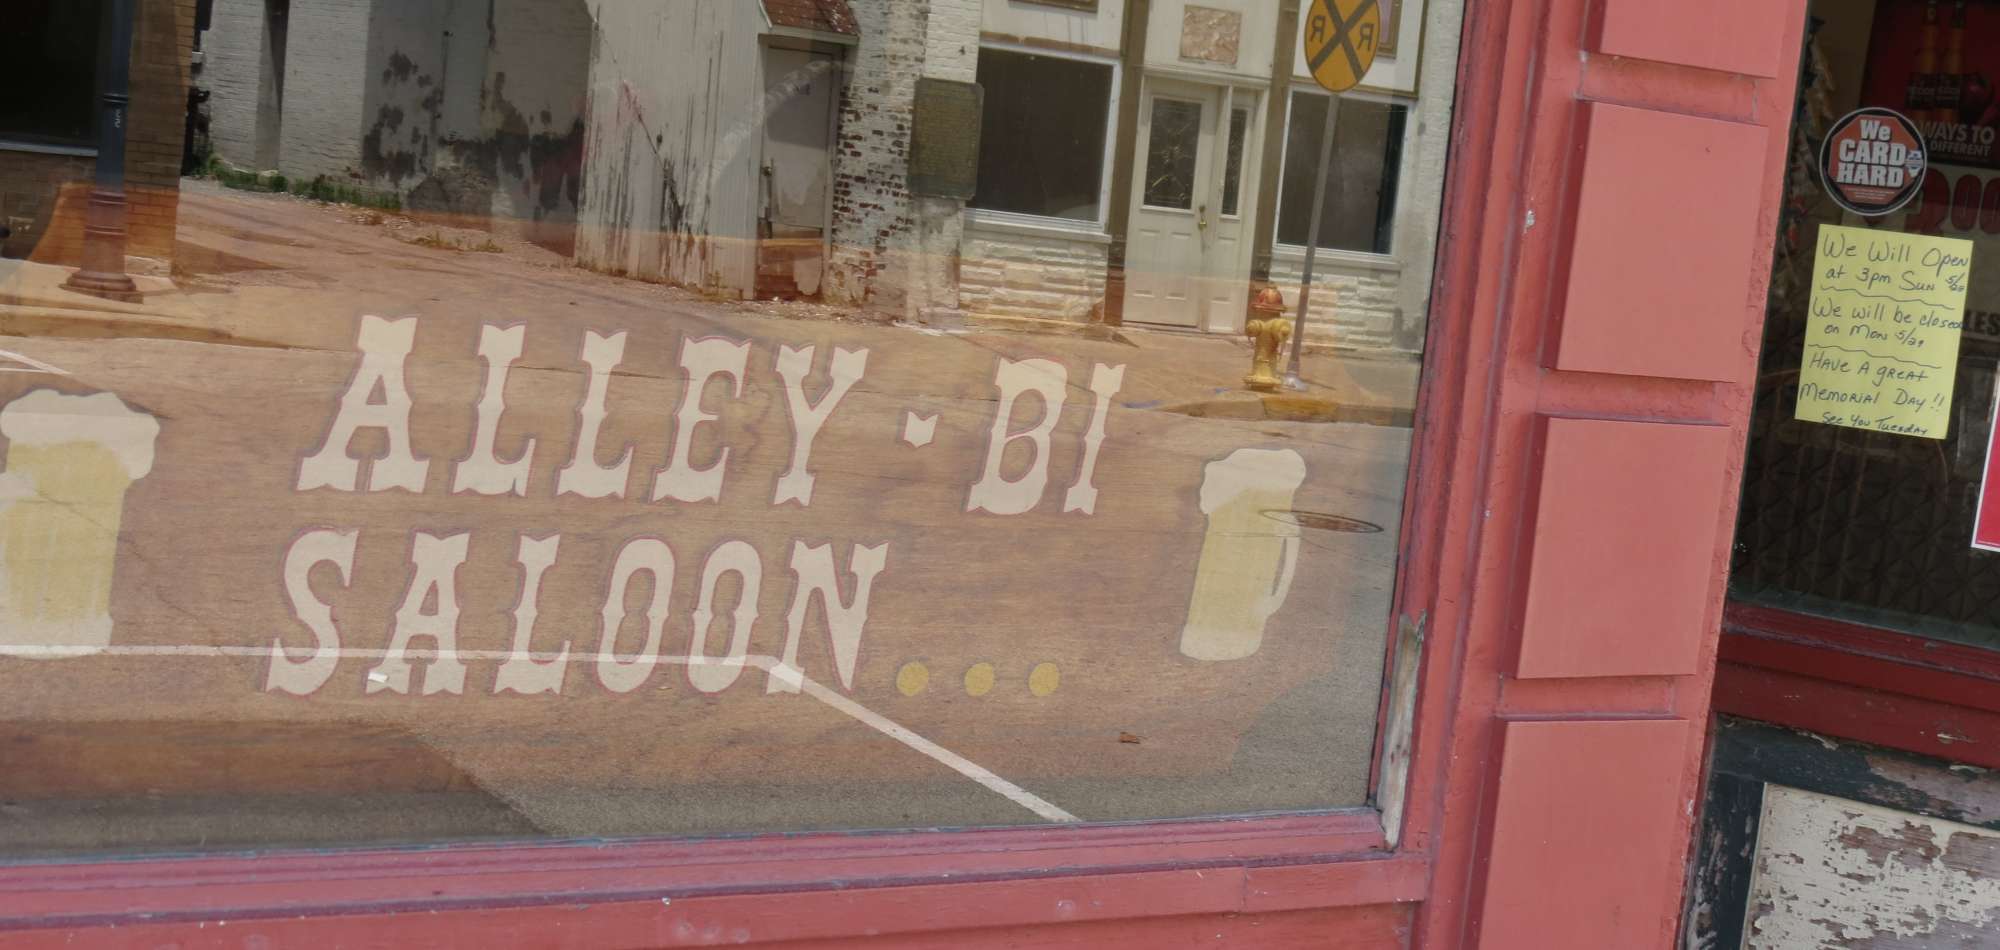 ALLEY-BI
SALOON...
R R
We
CARD
HARD
WAYS TO
DIFFERENT
We Will Open
at 3pm Sun 5/28
We will be closed
on Mon 5/29
HAVE A GREAT
MEMORIAL DAY!!
See You Tuesday